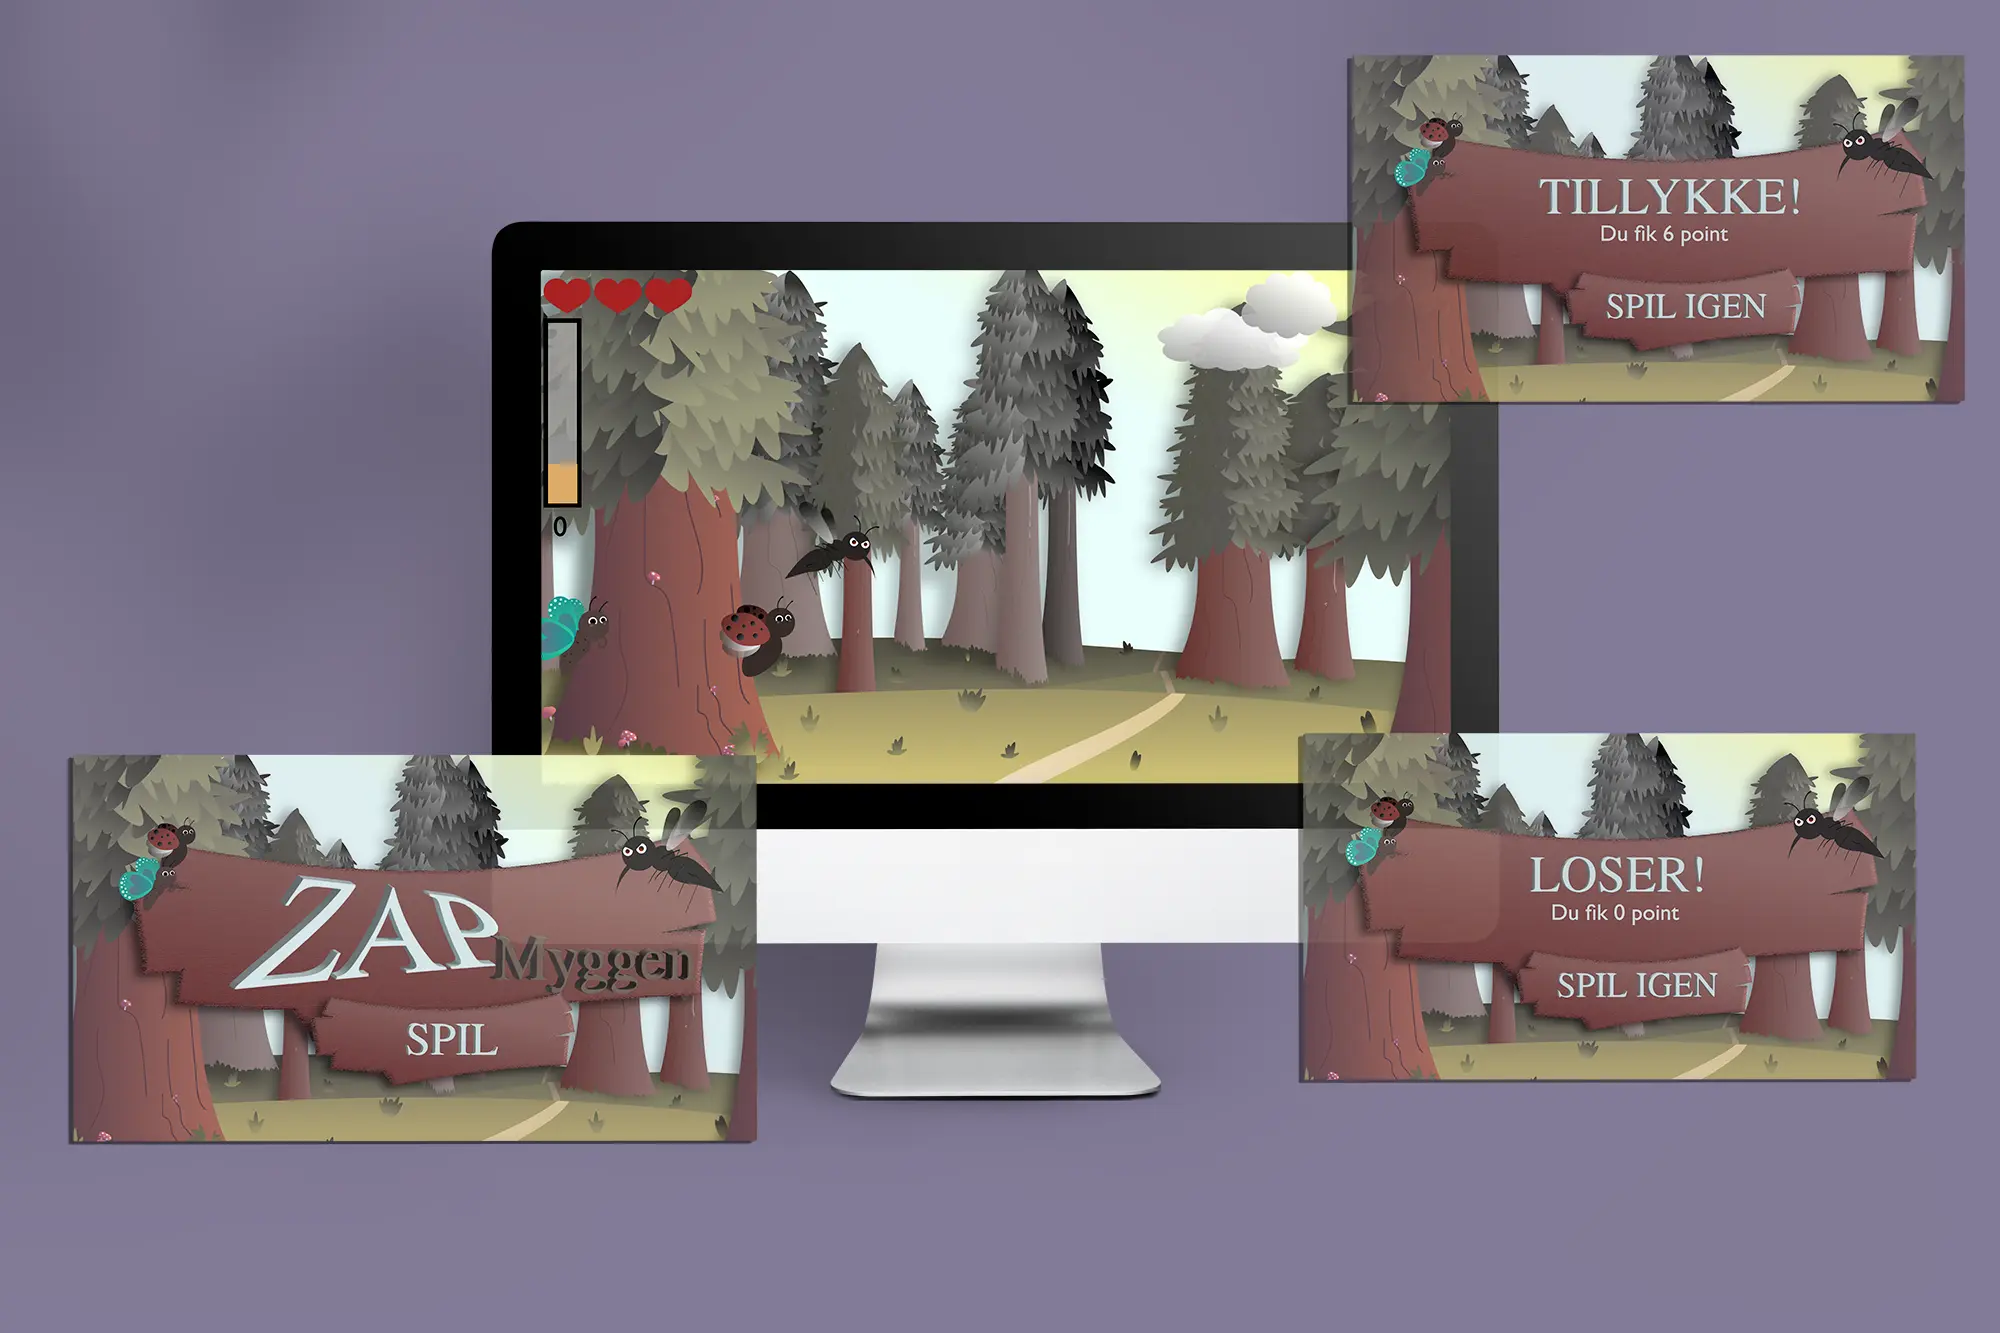 TILLYKKE!
Du fik 6 point
SPIL IGEN
0
ZAP
Myggen
SPIL
LOSER!
Du fik 0 point
SPIL IGEN